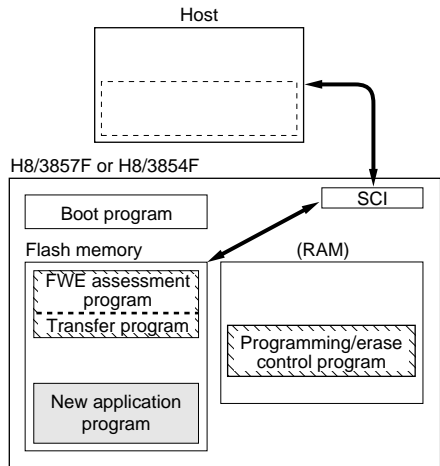 Host
H8/3857F or H8/3854F
SCI
Boot program
Flash memory
(RAM)
FWE assessment
program
Transfer program
Programming/erase
control program
New application
program